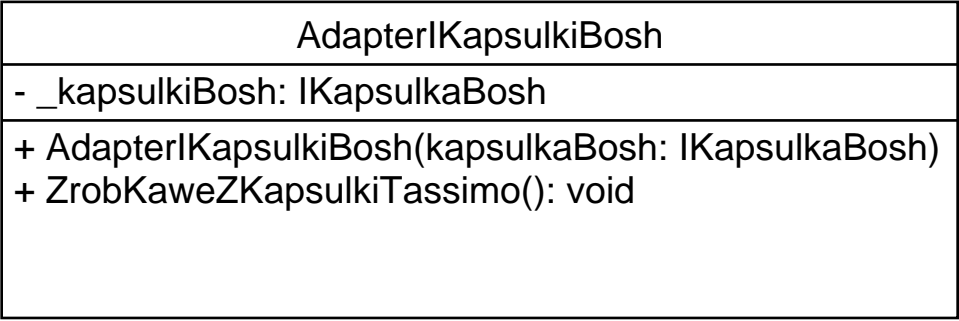 AdapterIKapsulkiBosh
- _kapsulkiBosh: IKapsulkaBosh
+ AdapterIKapsulkiBosh(kapsulkaBosh: IKapsulkaBosh)
+ ZrobKaweZKapsulkiTassimo(): void